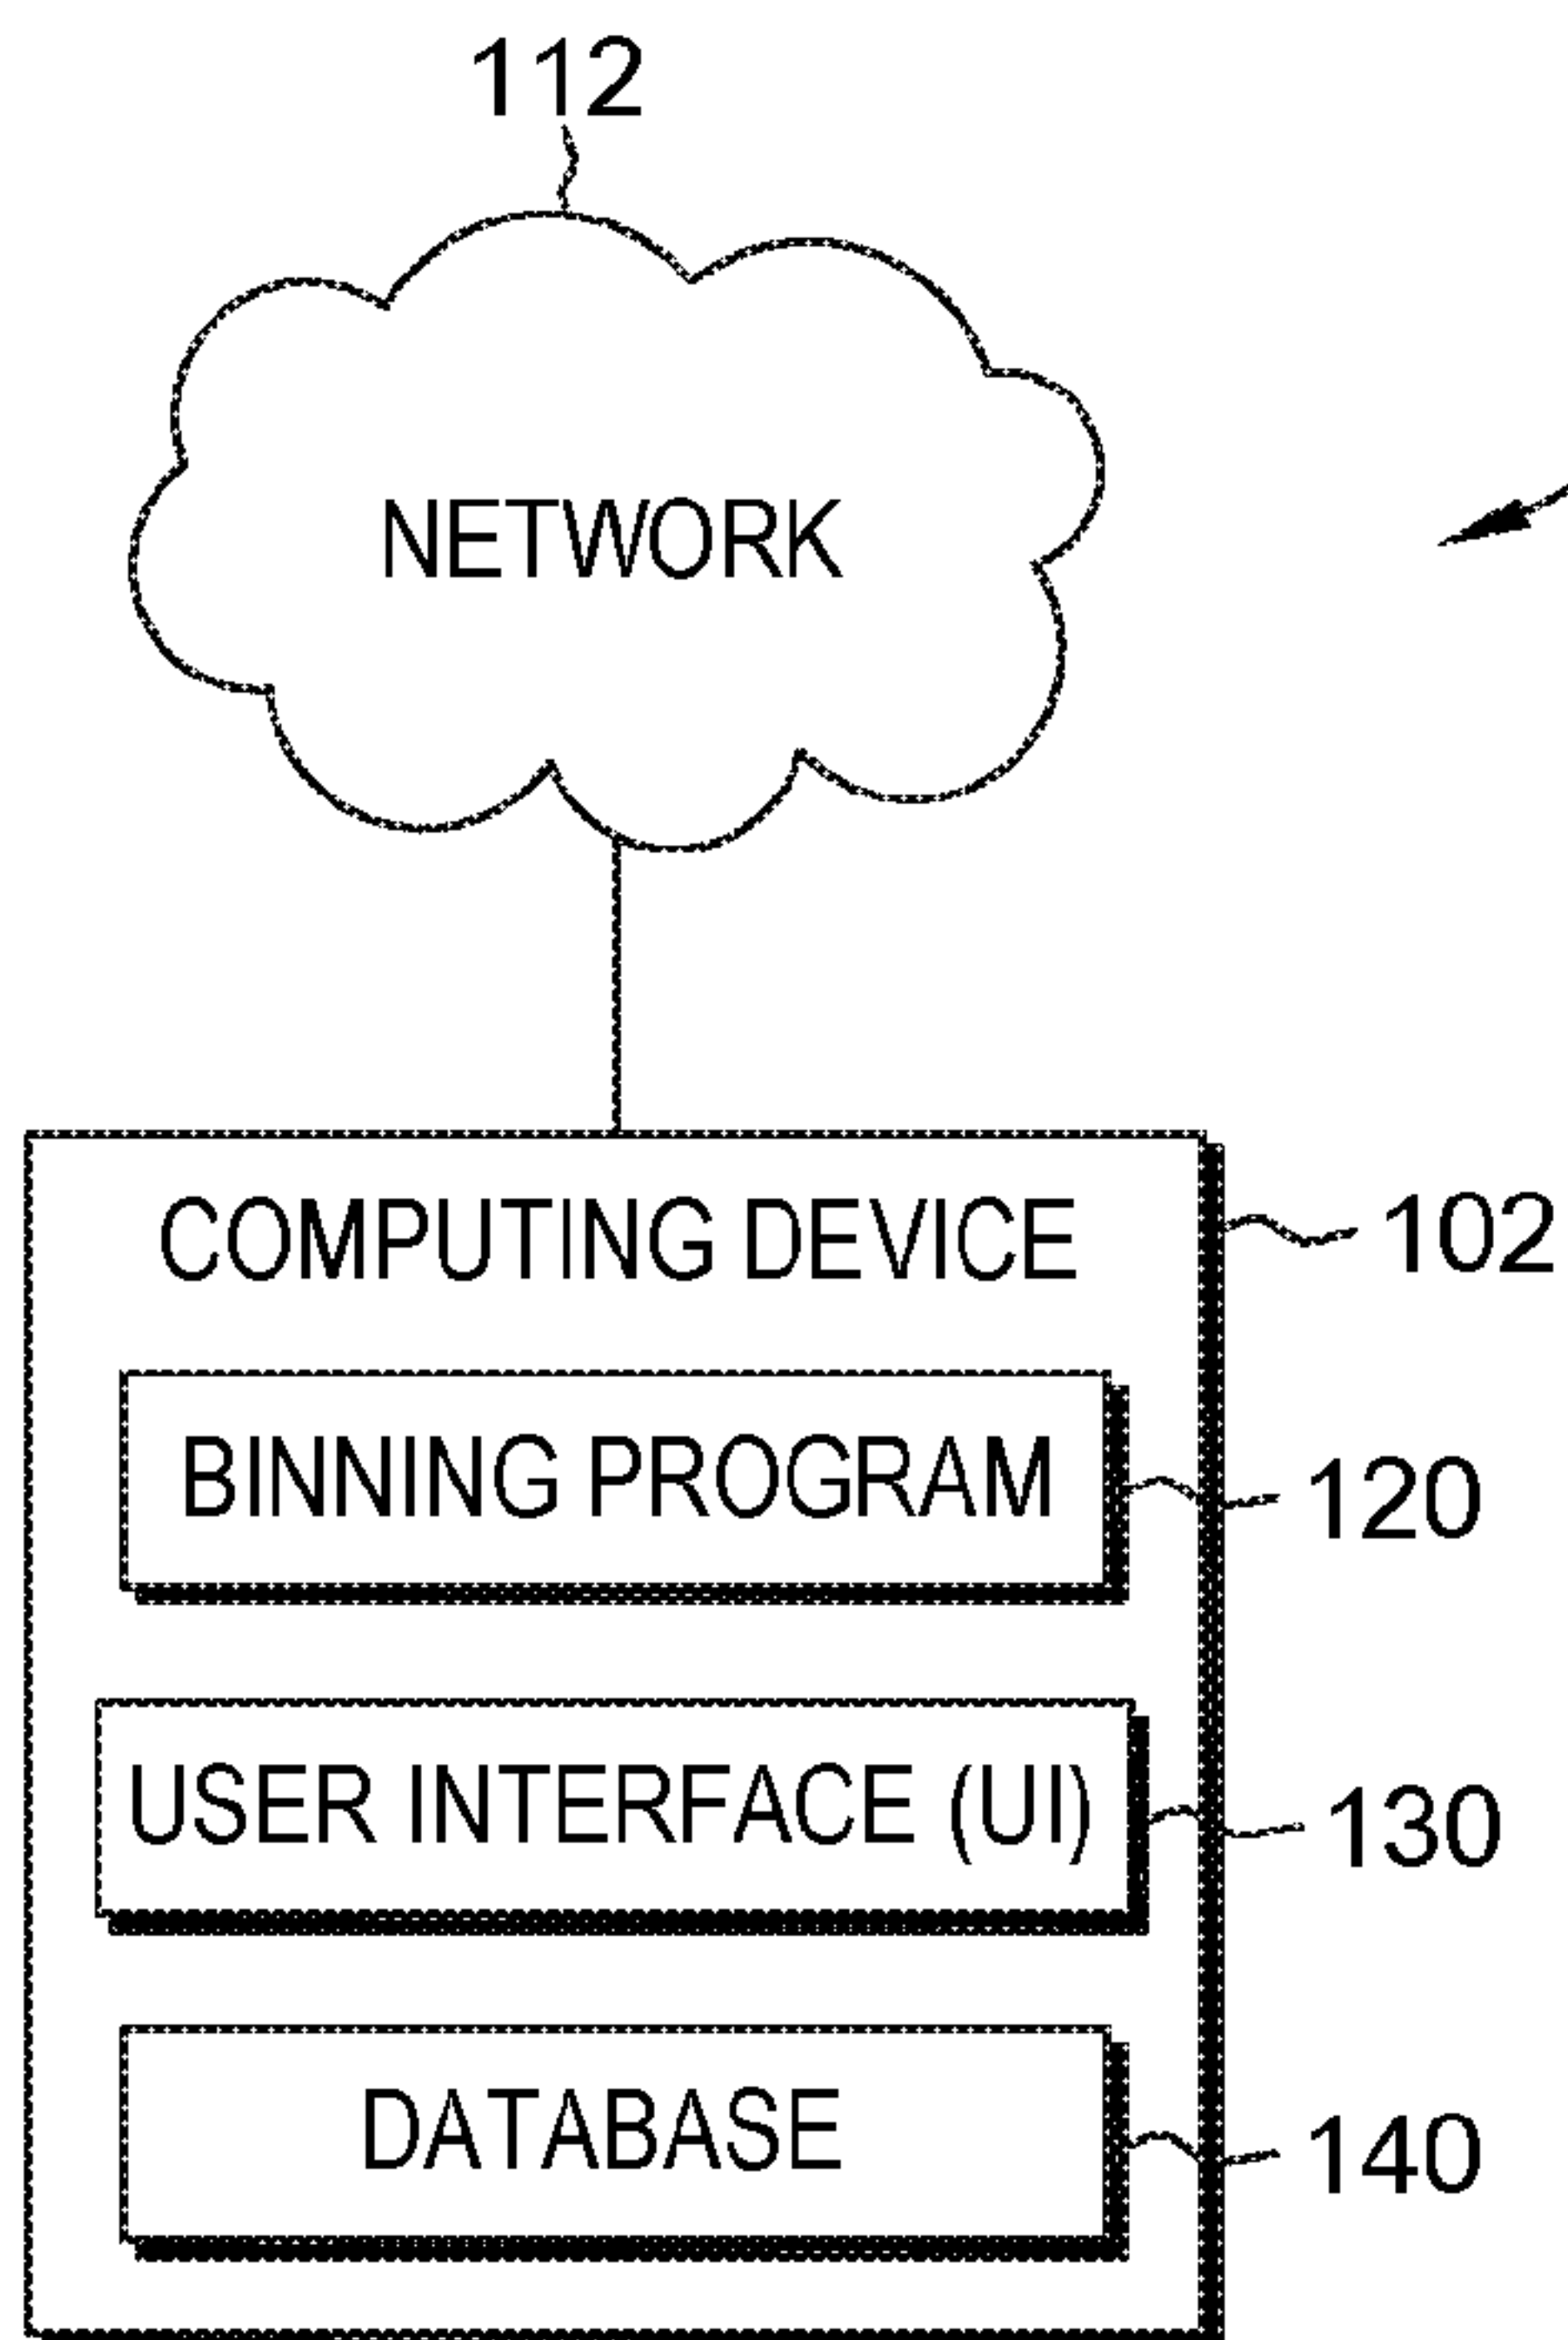 112
NETWORK
COMPUTING DEVICE
102
BINNING PROGRAM
120
USER INTERFACE (UI)
130
DATABASE
140